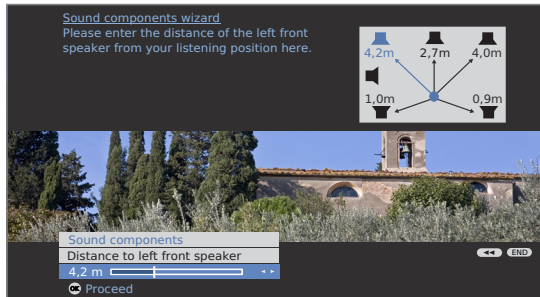 Sound components wizard
Please enter the distance of the left front
speaker from your listening position here.
4,2m 2,7m 4,0m
1,0m 0,9m
Sound components
Distance to left front speaker
4,2 m
END
OK Proceed